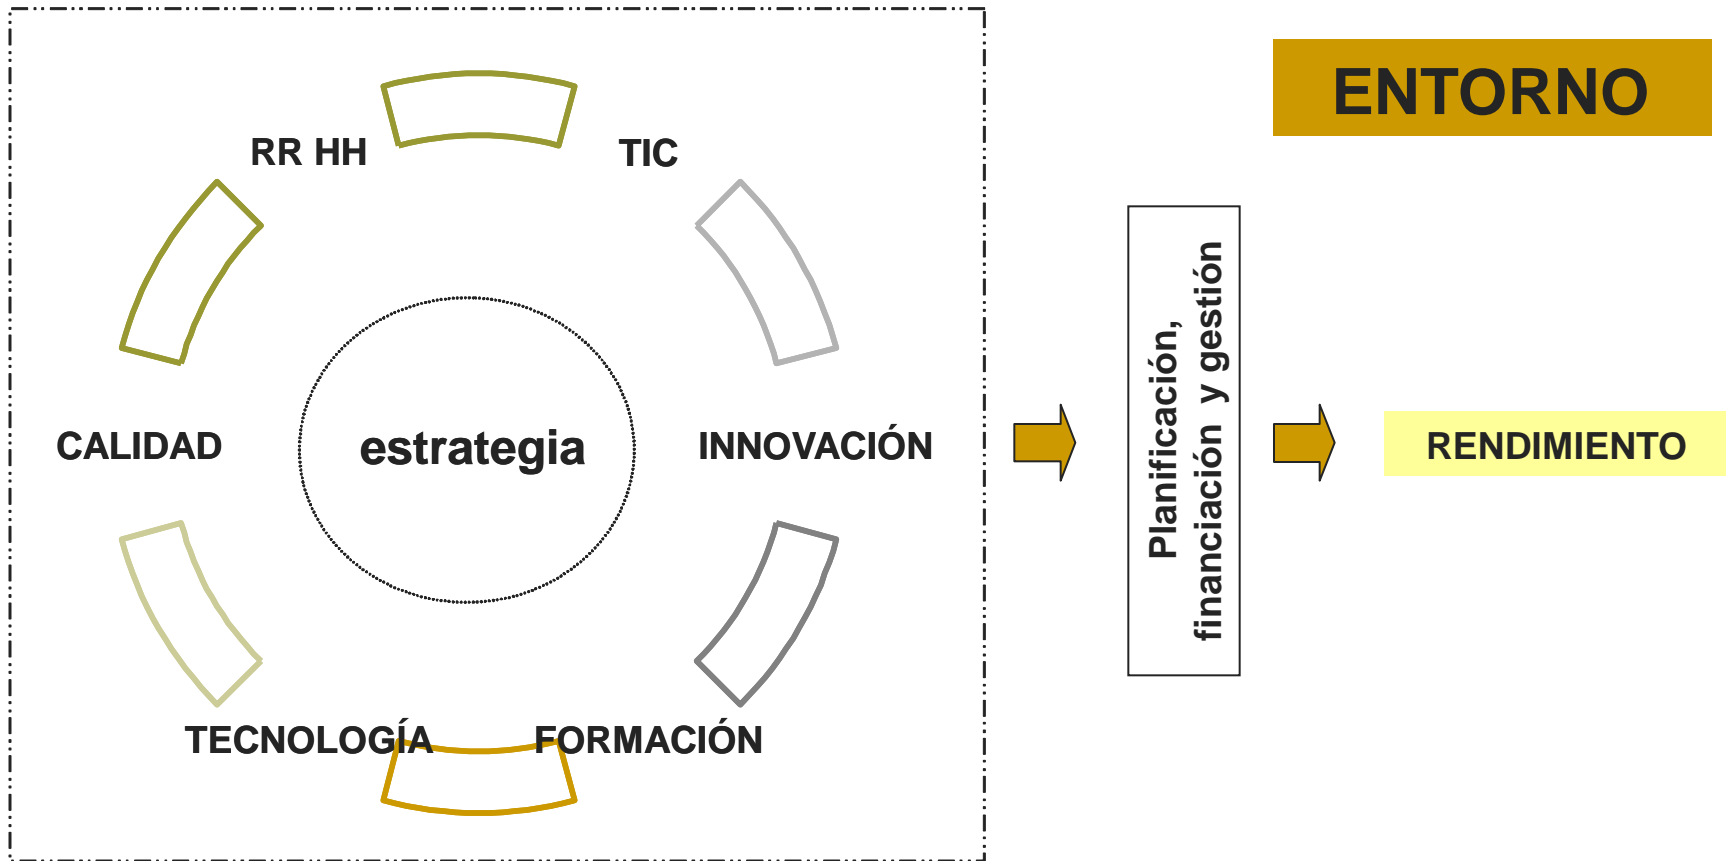 ENTORNO
RR HH
TIC
CALIDAD
estrategia
INNOVACIÓN
TECNOLOGÍA
FORMACIÓN
Planificación,
financiación y gestión
RENDIMIENTO